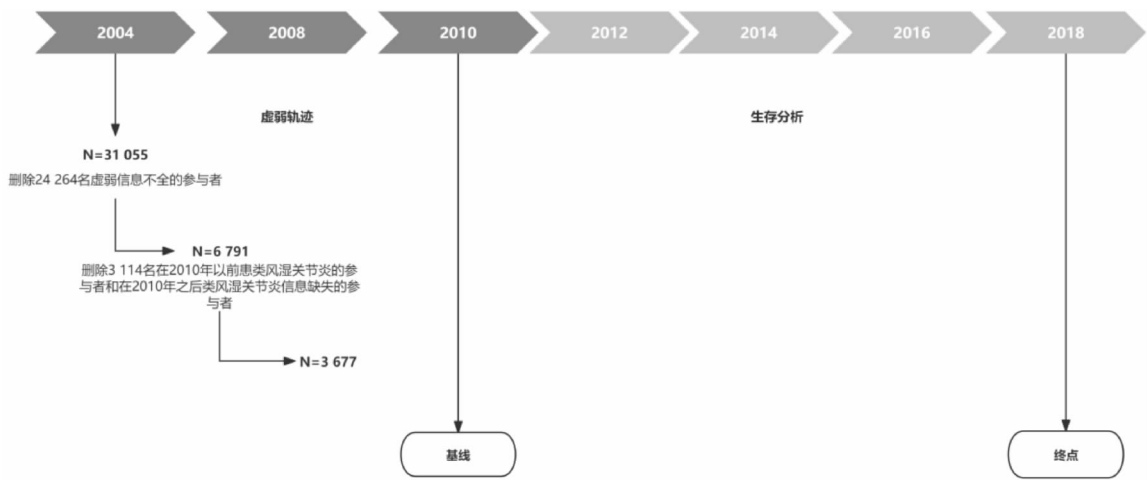 2004
2008
2010
2012
2014
2016
2018
虚弱轨迹
生存分析
N=31 055
删除24 264名虚弱信息不全的参与者
N=6 791
删除3 114名在2010年以前患类风湿关节炎的参
与者和在2010年之后类风湿关节炎信息缺失的参
与者
N=3 677
基线
终点